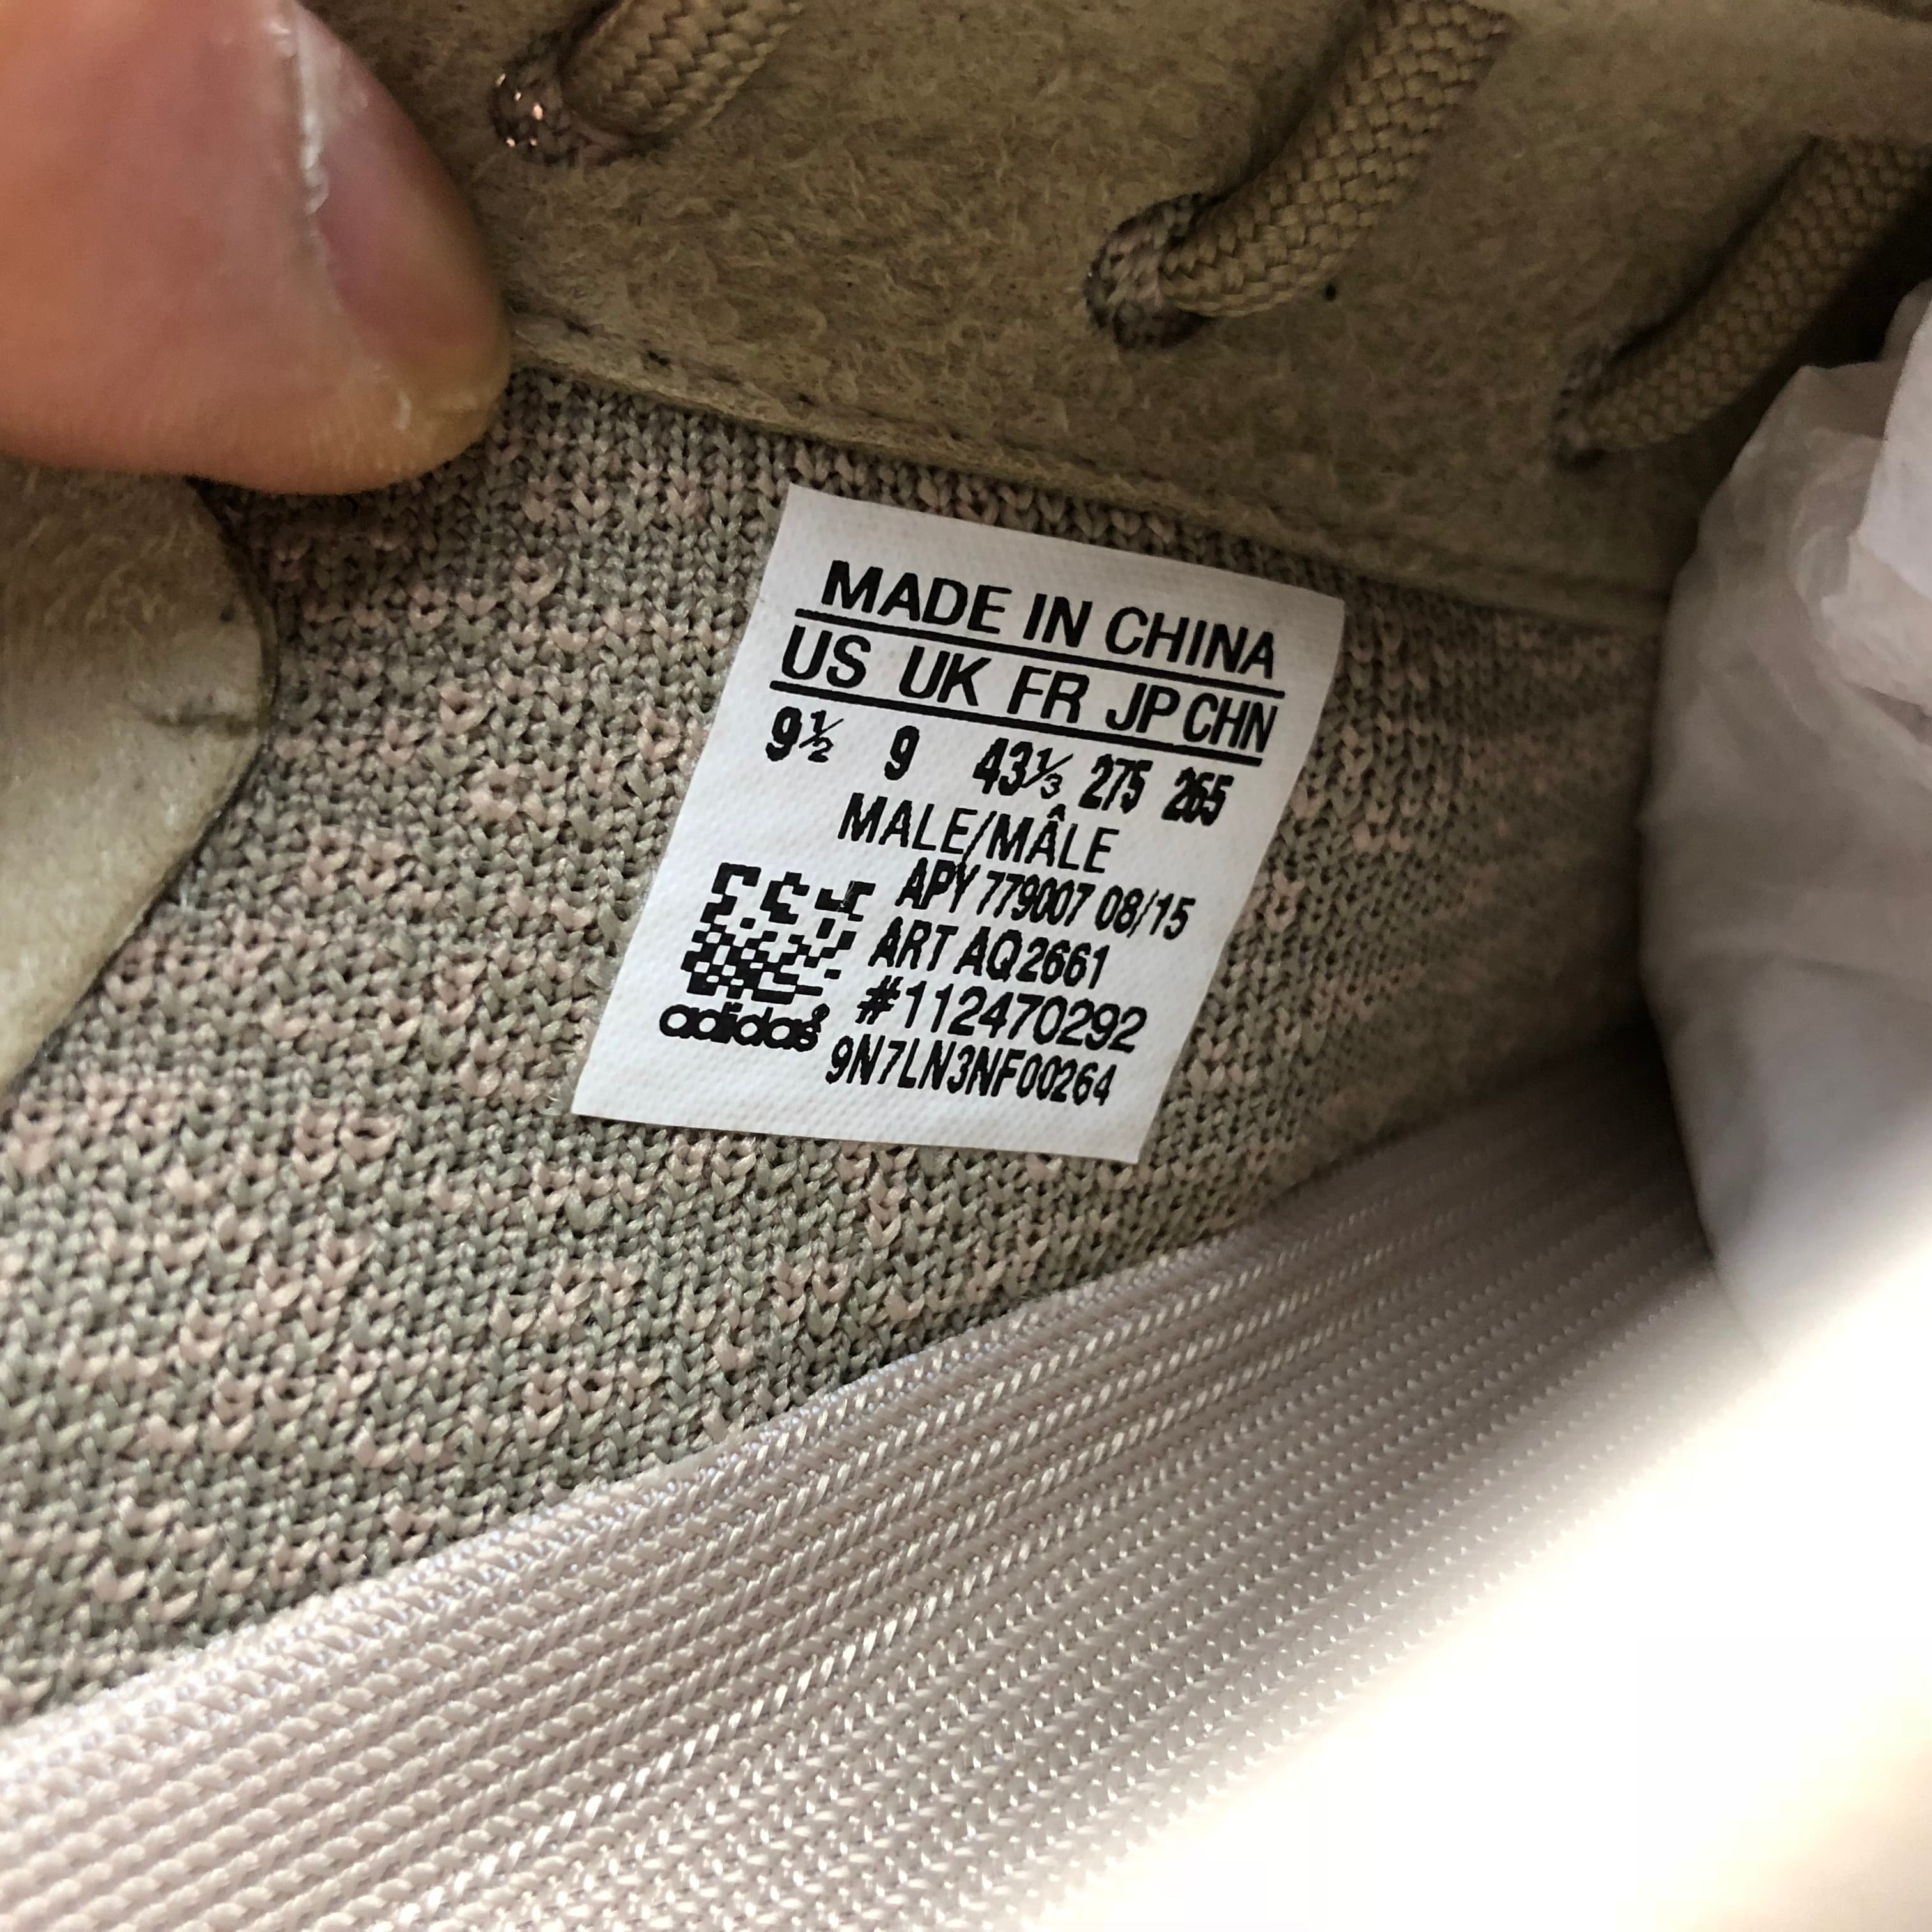 MADE IN CHINA
US UK FR JP CHN
9½ 9 43⅓ 275 265
MALE/MÂLE
APY 779007 08/15
ART AQ2661
#112470292
adidas
9N7LN3NF00264